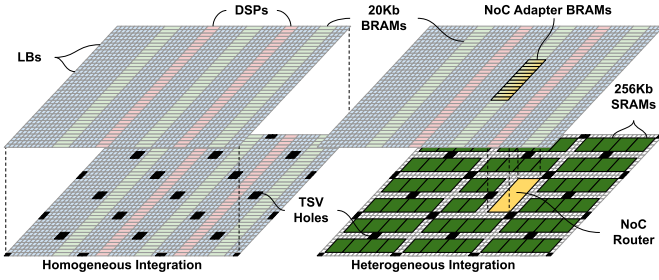 DSPs
20Kb
BRAMs
NoC Adapter BRAMs
LBs
256Kb
SRAMs
TSV
Holes
NoC
Router
Homogeneous Integration
Heterogeneous Integration